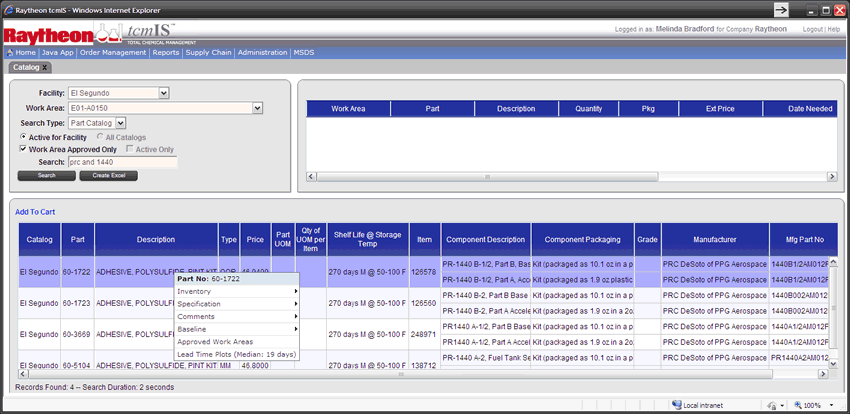 Raytheon tcmIS - Windows Internet Explorer
Raytheon tcmIS™
TOTAL CHEMICAL MANAGEMENT
Logged in as: Melinda Bradford for Company Raytheon Logout | Help
Home | Java App | Order Management | Reports | Supply Chain | Administration | MSDS
Catalog X
Facility: El Segundo
Work Area: E01-A0150
Search Type: Part Catalog
Active for Facility All Catalogs
Work Area Approved Only Active Only
Search: prc and 1440
Search Create Excel
Work Area Part Description Quantity Pkg Ext Price Date Needed
Add To Cart
Catalog Part Description Type Price Part UOM Qty of UOM per Item Shelf Life @ Storage Temp Item Component Description Component Packaging Grade Manufacturer Mfg Part No
El Segundo 60-1722 ADHESIVE, POLYSULFIDE, PINT KIT OOR 46.9400 270 days M @ 50-100 F 126578 PR-1440 B-1/2, Part B, Base Kit (packaged as 10.1 oz in a p PRC DeSoto of PPG Aerospace 1440B1/2AM012F
PR-1440 B-1/2, Part A, Accel Kit (packaged as 1.9 oz plastic PRC DeSoto of PPG Aerospace 1440B1/2AM012F
El Segundo 60-1723 ADHESIVE, POLYSULF 270 days M @ 50-100 F 126560 PR-1440 B-2, Part B Base Kit (packaged as 10.1 oz in a p PRC DeSoto of PPG Aerospace 1440B002AM012
PR-1440 B-2, Part A Accele Kit (packaged as 1.9 oz in a 2o PRC DeSoto of PPG Aerospace 1440B002AM012
El Segundo 60-3669 ADHESIVE, POLYSULF 270 days M @ 50-100 F 248971 PR1440 A-1/2, Part B Base Kit (packaged as 10.1 oz in a p PRC DeSoto of PPG Aerospace 1440A1/2AM012F
PR1440 A-1/2, Part A Accel Kit (packaged as 1.9 oz in a p PRC DeSoto of PPG Aerospace 1440A1/2AM012F
El Segundo 60-5104 ADHESIVE, POLYSULFIDE, PINT KIT MM 46.8000 270 days M @ 50-100 F 138712 PR-1440 A-2, Fuel Tank Se Kit (packaged as 10.1 oz in a p PRC DeSoto of PPG Aerospace PR1440A2AM012
Part No: 60-1722
Inventory
Specification
Comments
Baseline
Approved Work Areas
Lead Time Plots (Median: 19 days)
Records Found: 4 -- Search Duration: 2 seconds
Local intranet 100%